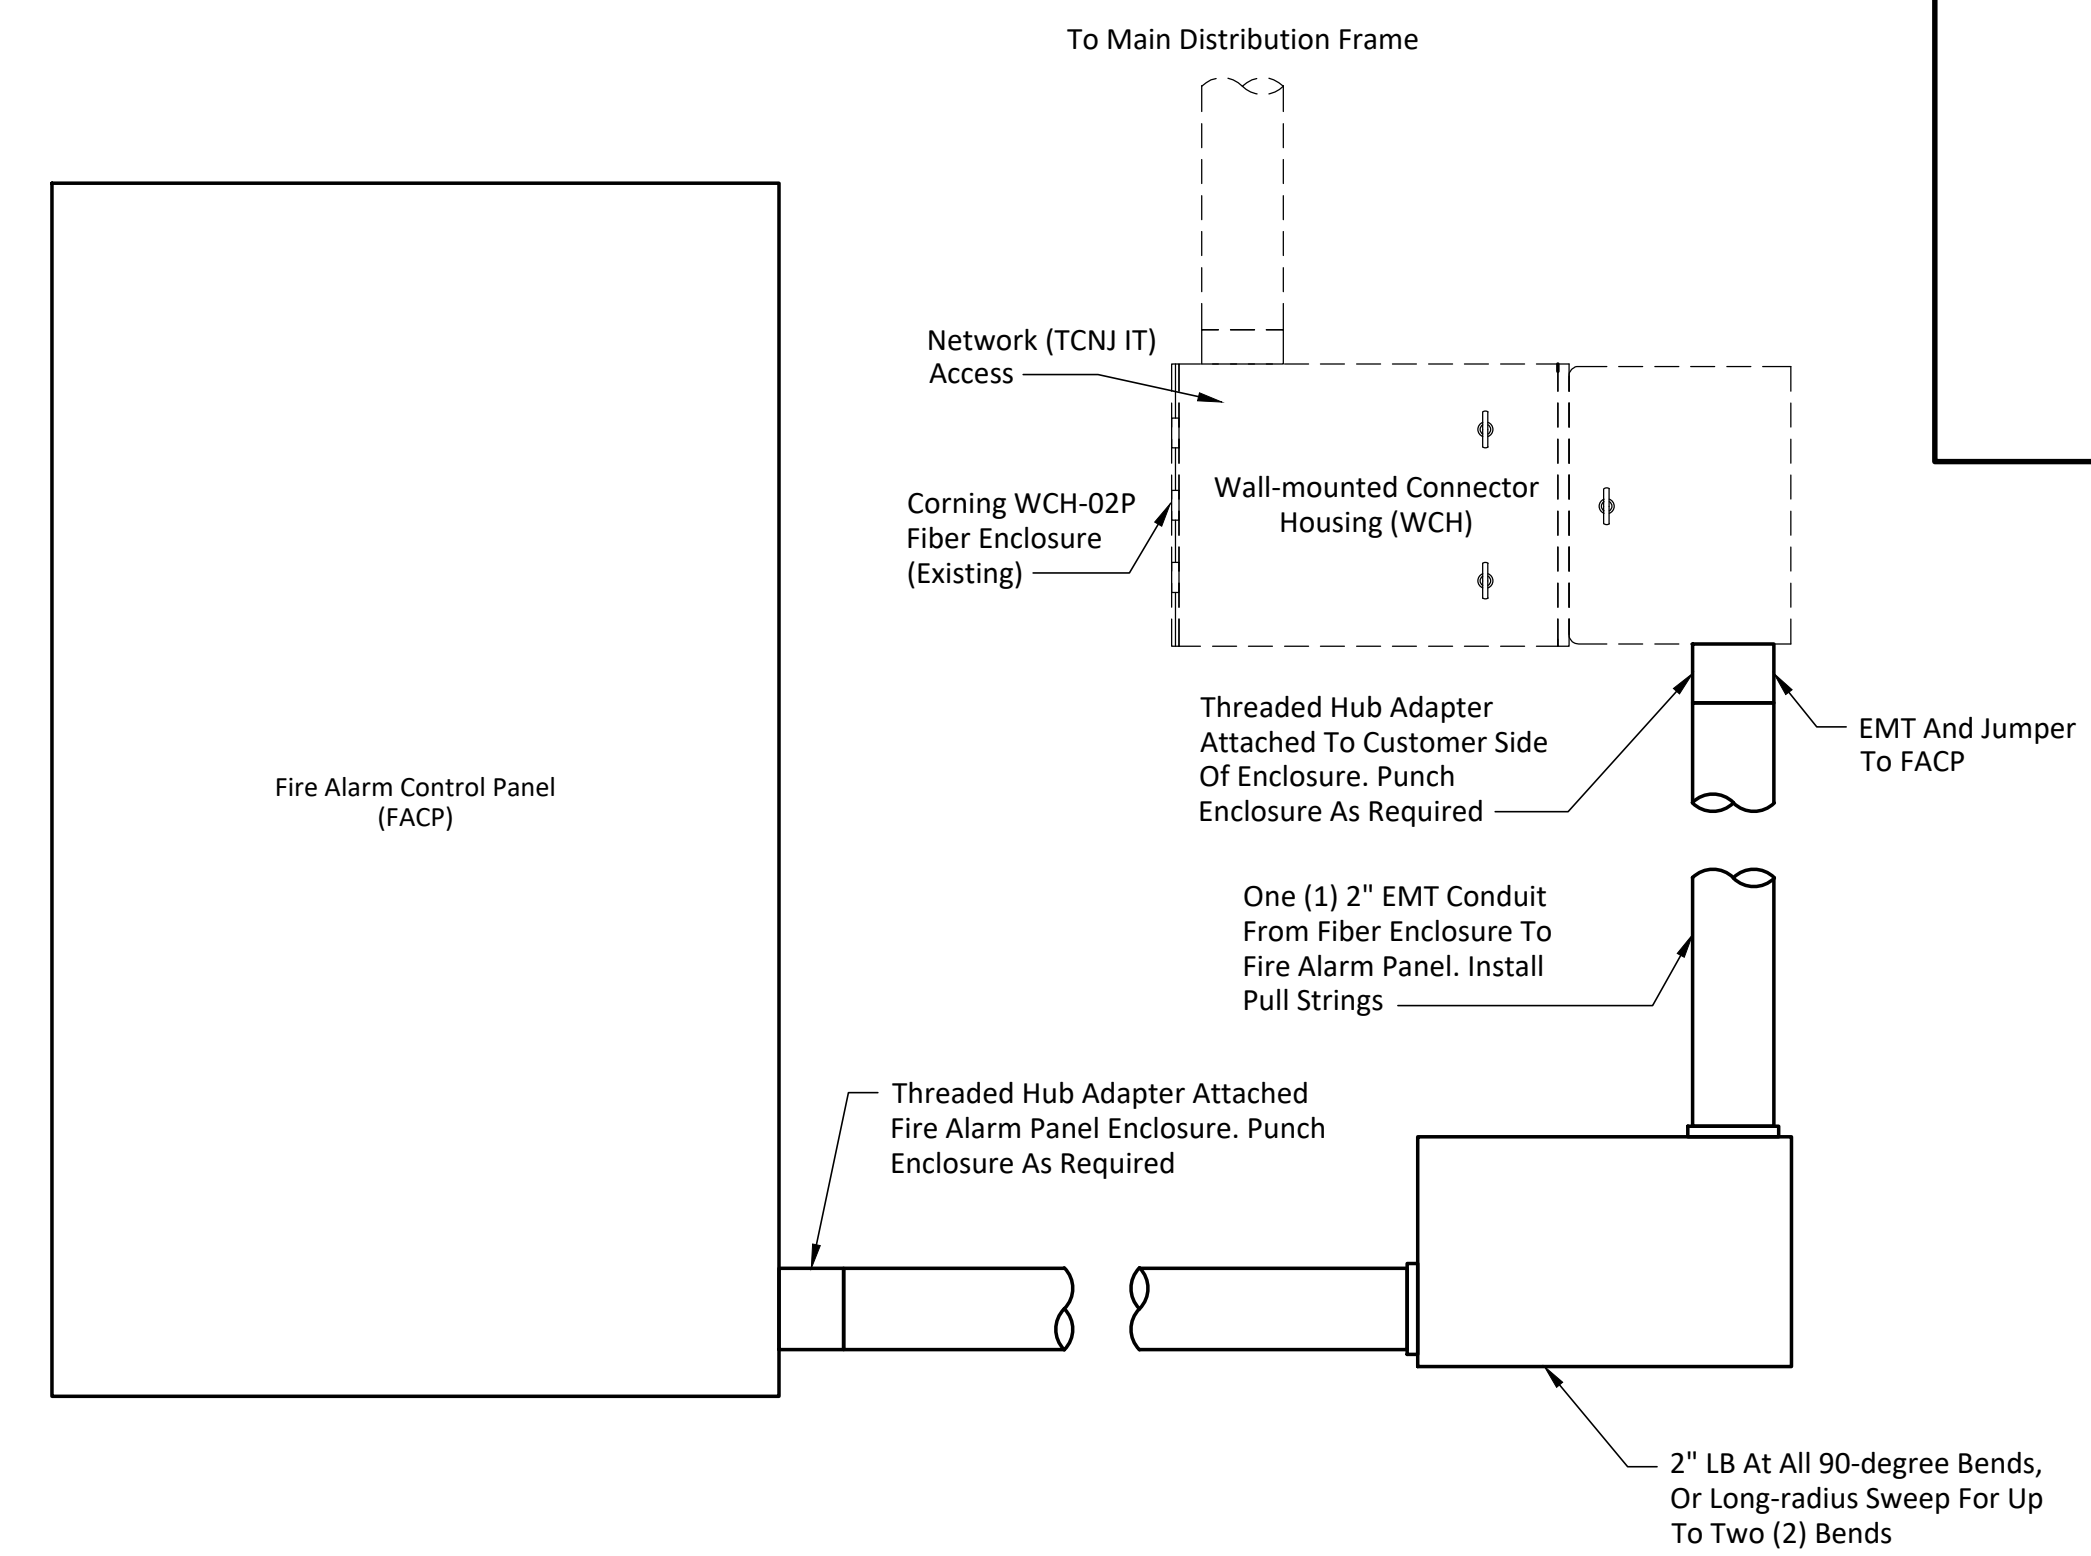 To Main Distribution Frame
Network (TCNJ IT)
Access
Corning WCH-02P
Fiber Enclosure
(Existing)
Wall-mounted Connector
Housing (WCH)
Threaded Hub Adapter
Attached To Customer Side
Of Enclosure. Punch
Enclosure As Required
EMT And Jumper
To FACP
Fire Alarm Control Panel
(FACP)
One (1) 2" EMT Conduit
From Fiber Enclosure To
Fire Alarm Panel. Install
Pull Strings
Threaded Hub Adapter Attached
Fire Alarm Panel Enclosure. Punch
Enclosure As Required
2" LB At All 90-degree Bends,
Or Long-radius Sweep For Up
To Two (2) Bends